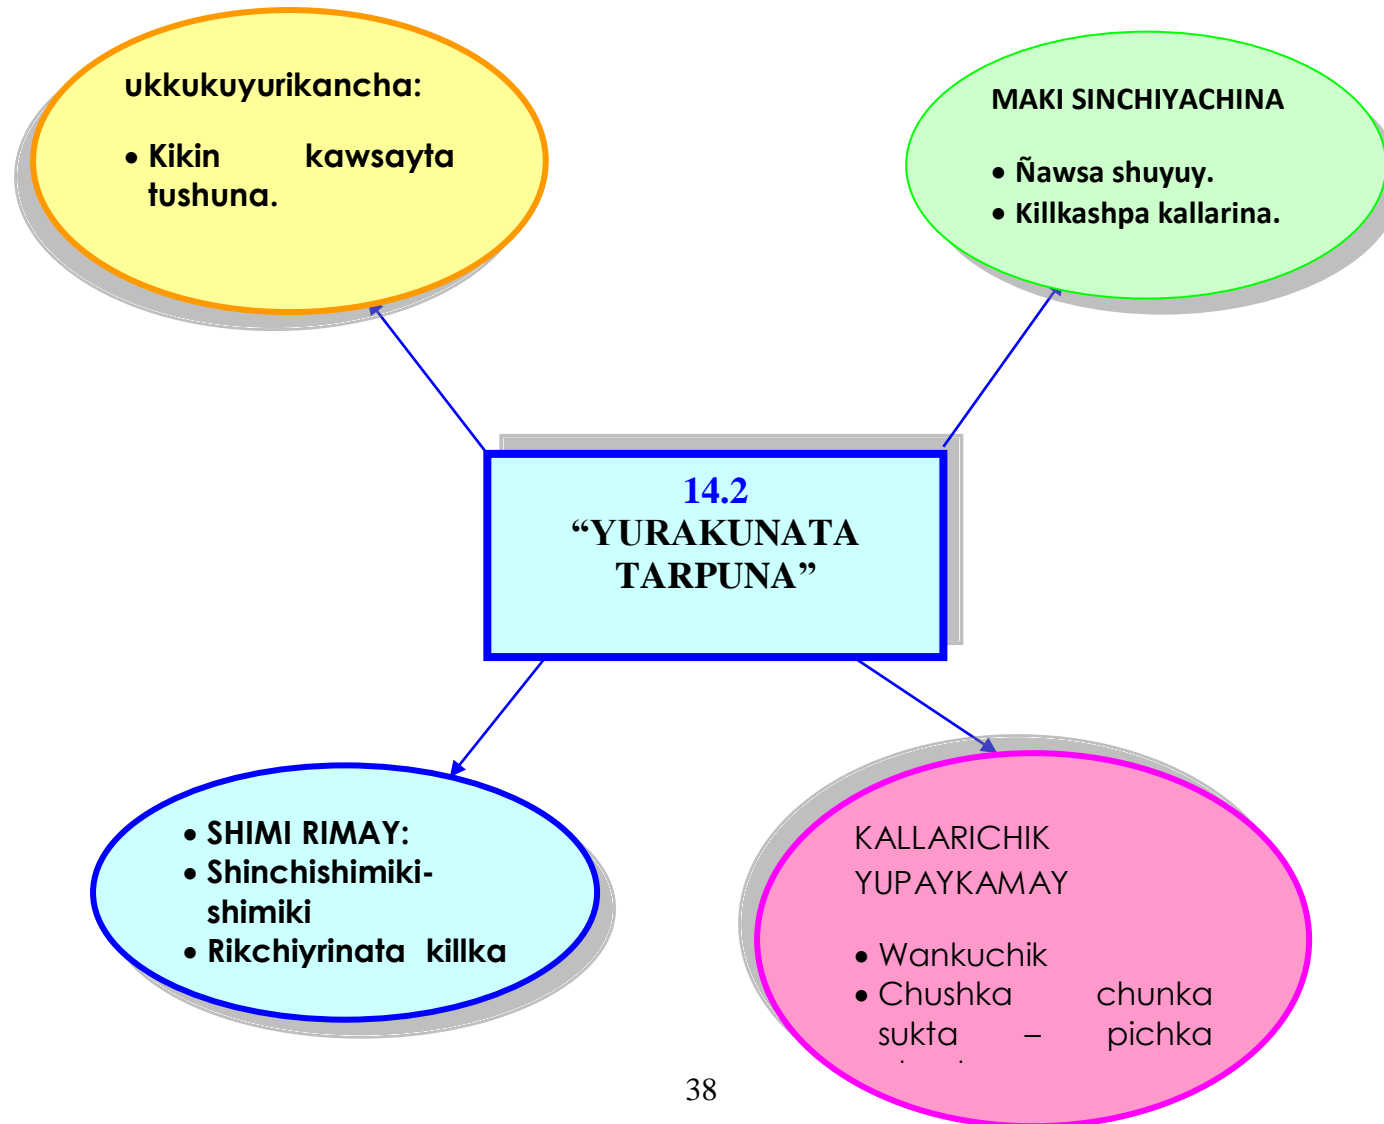 ukkukuyurikancha:
• Kikin kawsayta
tushuna.
MAKI SINCHIYACHINA
• Ñawsa shuyuy.
• Killkashpa kallarina.
14.2
“YURAKUNATA
TARPUNA”
• SHIMI RIMAY:
• Shinchishimiki-
shimiki
• Rikchiyrinata killka
KALLARICHIK
YUPAYKAMAY
• Wankuchik
• Chushka chunka
sukta – pichka
38